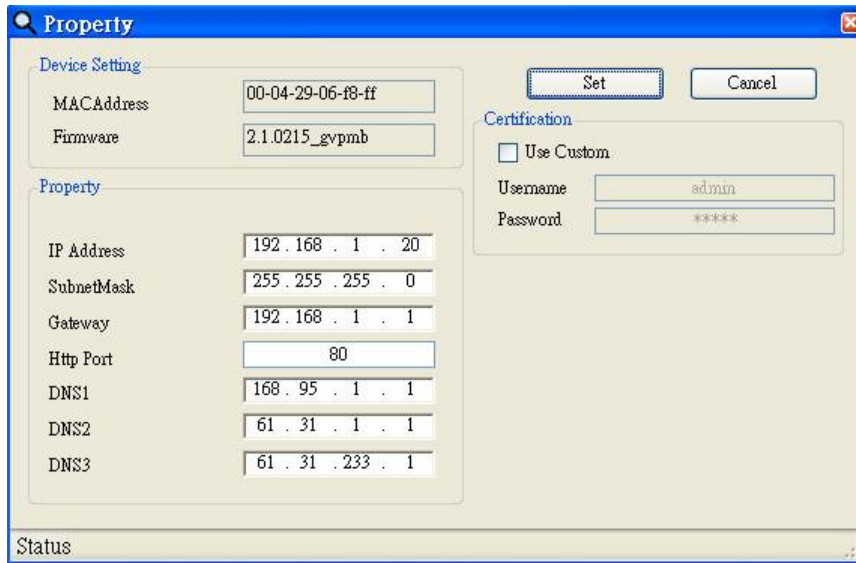 Property
Device Setting
MACAddress 00-04-29-06-f8-ff
Firmware 2.1.0215_gvpmb
Set Cancel
Certification
Use Custom
Username admin
Password *****
Property
IP Address 192 . 168 . 1 . 20
SubnetMask 255 . 255 . 255 . 0
Gateway 192 . 168 . 1 . 1
Http Port 80
DNS1 168 . 95 . 1 . 1
DNS2 61 . 31 . 1 . 1
DNS3 61 . 31 . 233 . 1
Status